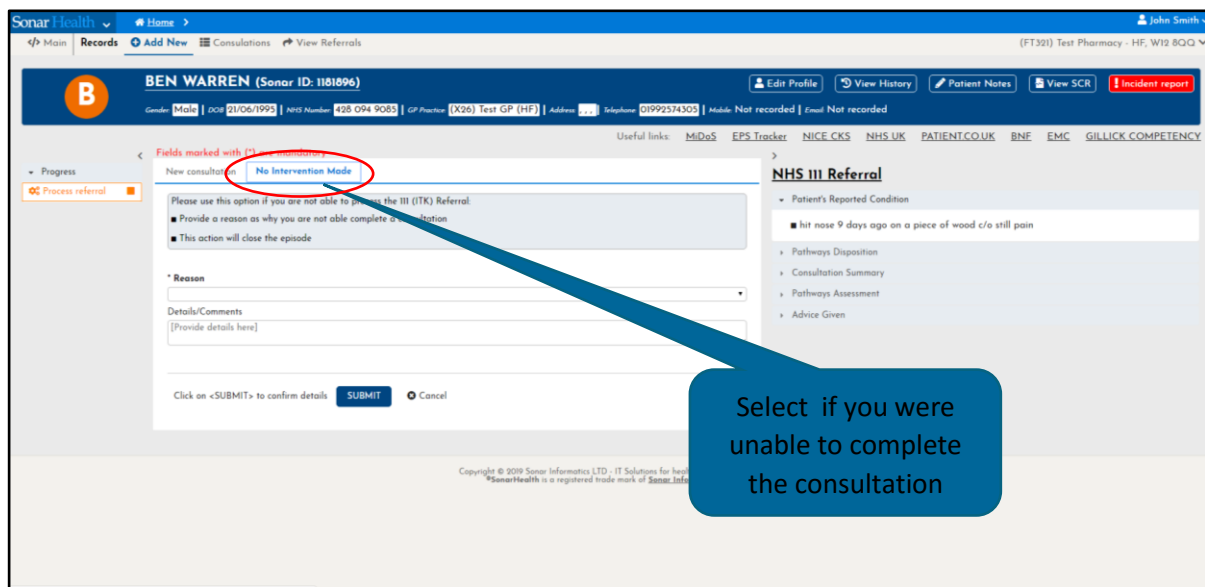 Sonar Health Home > John Smith
</> Main Records Add New Consulations View Referrals (FT321) Test Pharmacy - HF, W12 8QQ
B
BEN WARREN (Sonar ID: 1181896) Edit Profile View History Patient Notes View SCR Incident report
Gender Male | DOB 21/06/1995 | NHS Number 428 094 9085 | GP Practice (X26) Test GP (HF) | Address , , , | Telephone 01992574305 | Mobile Not recorded | Email Not recorded
Useful links: MiDoS EPS Tracker NICE CKS NHS UK PATIENT.CO.UK BNF EMC GILLICK COMPETENCY
Fields marked with (*) are mandatory
Progress
Process referral
New consultation No Intervention Made
Please use this option if you are not able to process the 111 (ITK) Referral:
■ Provide a reason as why you are not able complete a consultation
■ This action will close the episode
* Reason
Details/Comments
[Provide details here]
Click on <SUBMIT> to confirm details SUBMIT Cancel
NHS 111 Referral
Patient's Reported Condition
■ hit nose 9 days ago on a piece of wood c/o still pain
Pathways Disposition
Consultation Summary
Pathways Assessment
Advice Given
Select if you were
unable to complete
the consultation
Copyright © 2019 Sonar Informatics LTD - IT Solutions for
®SonarHealth is a registered trade mark of Sonar